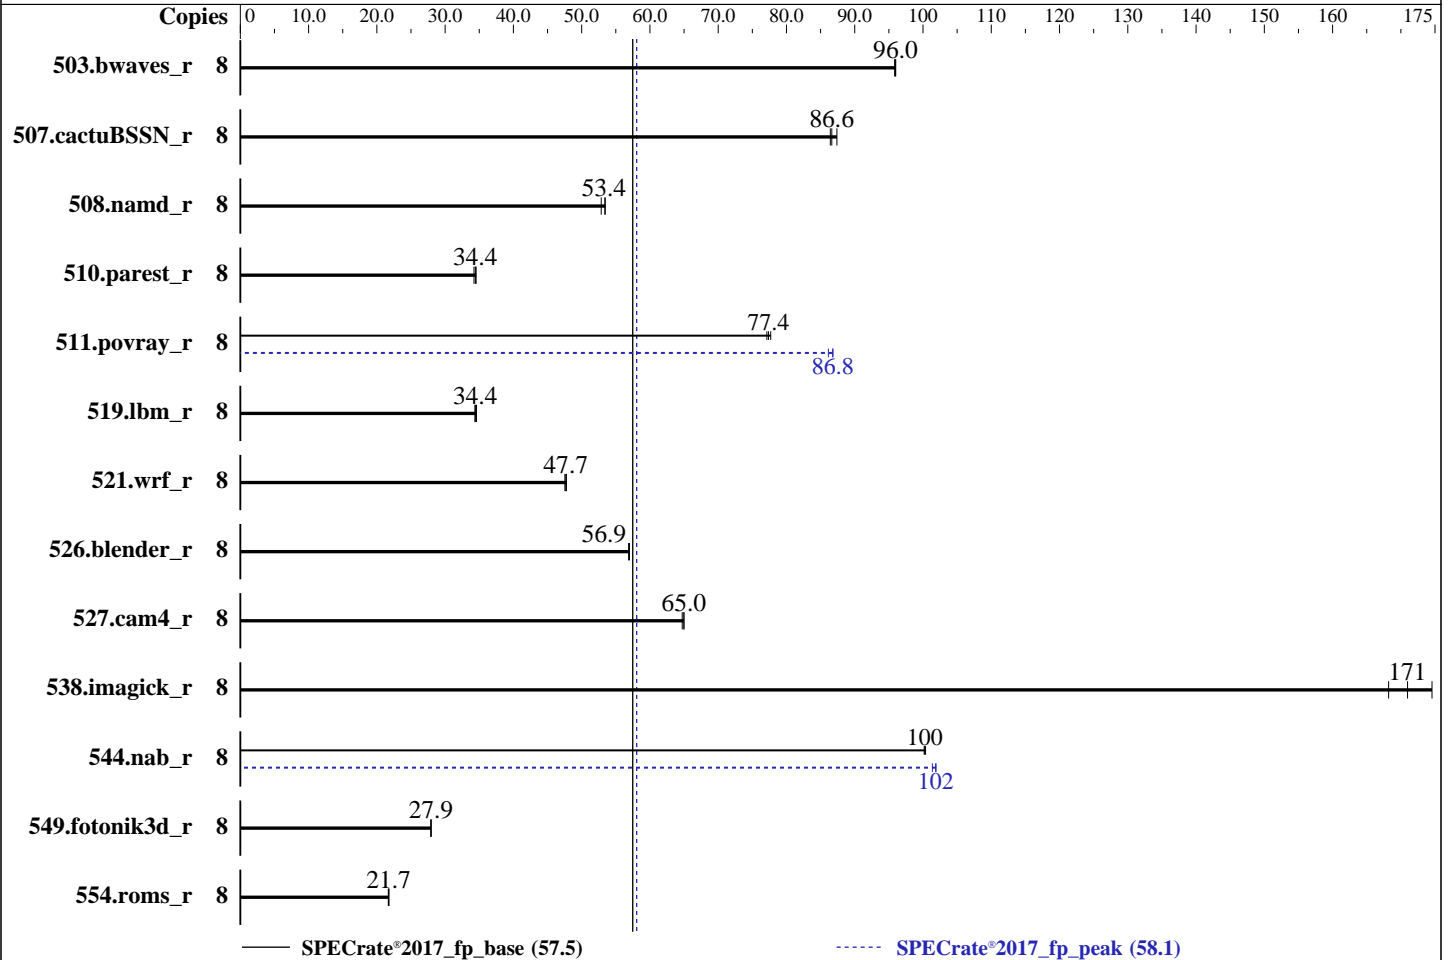 Copies 0 10.0 20.0 30.0 40.0 50.0 60.0 70.0 80.0 90.0 100 110 120 130 140 150 160 175
503.bwaves_r 8 96.0
507.cactuBSSN_r 8 86.6
508.namd_r 8 53.4
510.parest_r 8 34.4
511.povray_r 8 77.4
86.8
519.lbm_r 8 34.4
521.wrf_r 8 47.7
526.blender_r 8 56.9
527.cam4_r 8 65.0
538.imagick_r 8 171
544.nab_r 8 100
102
549.fotonik3d_r 8 27.9
554.roms_r 8 21.7
SPECrate®2017_fp_base (57.5) SPECrate®2017_fp_peak (58.1)